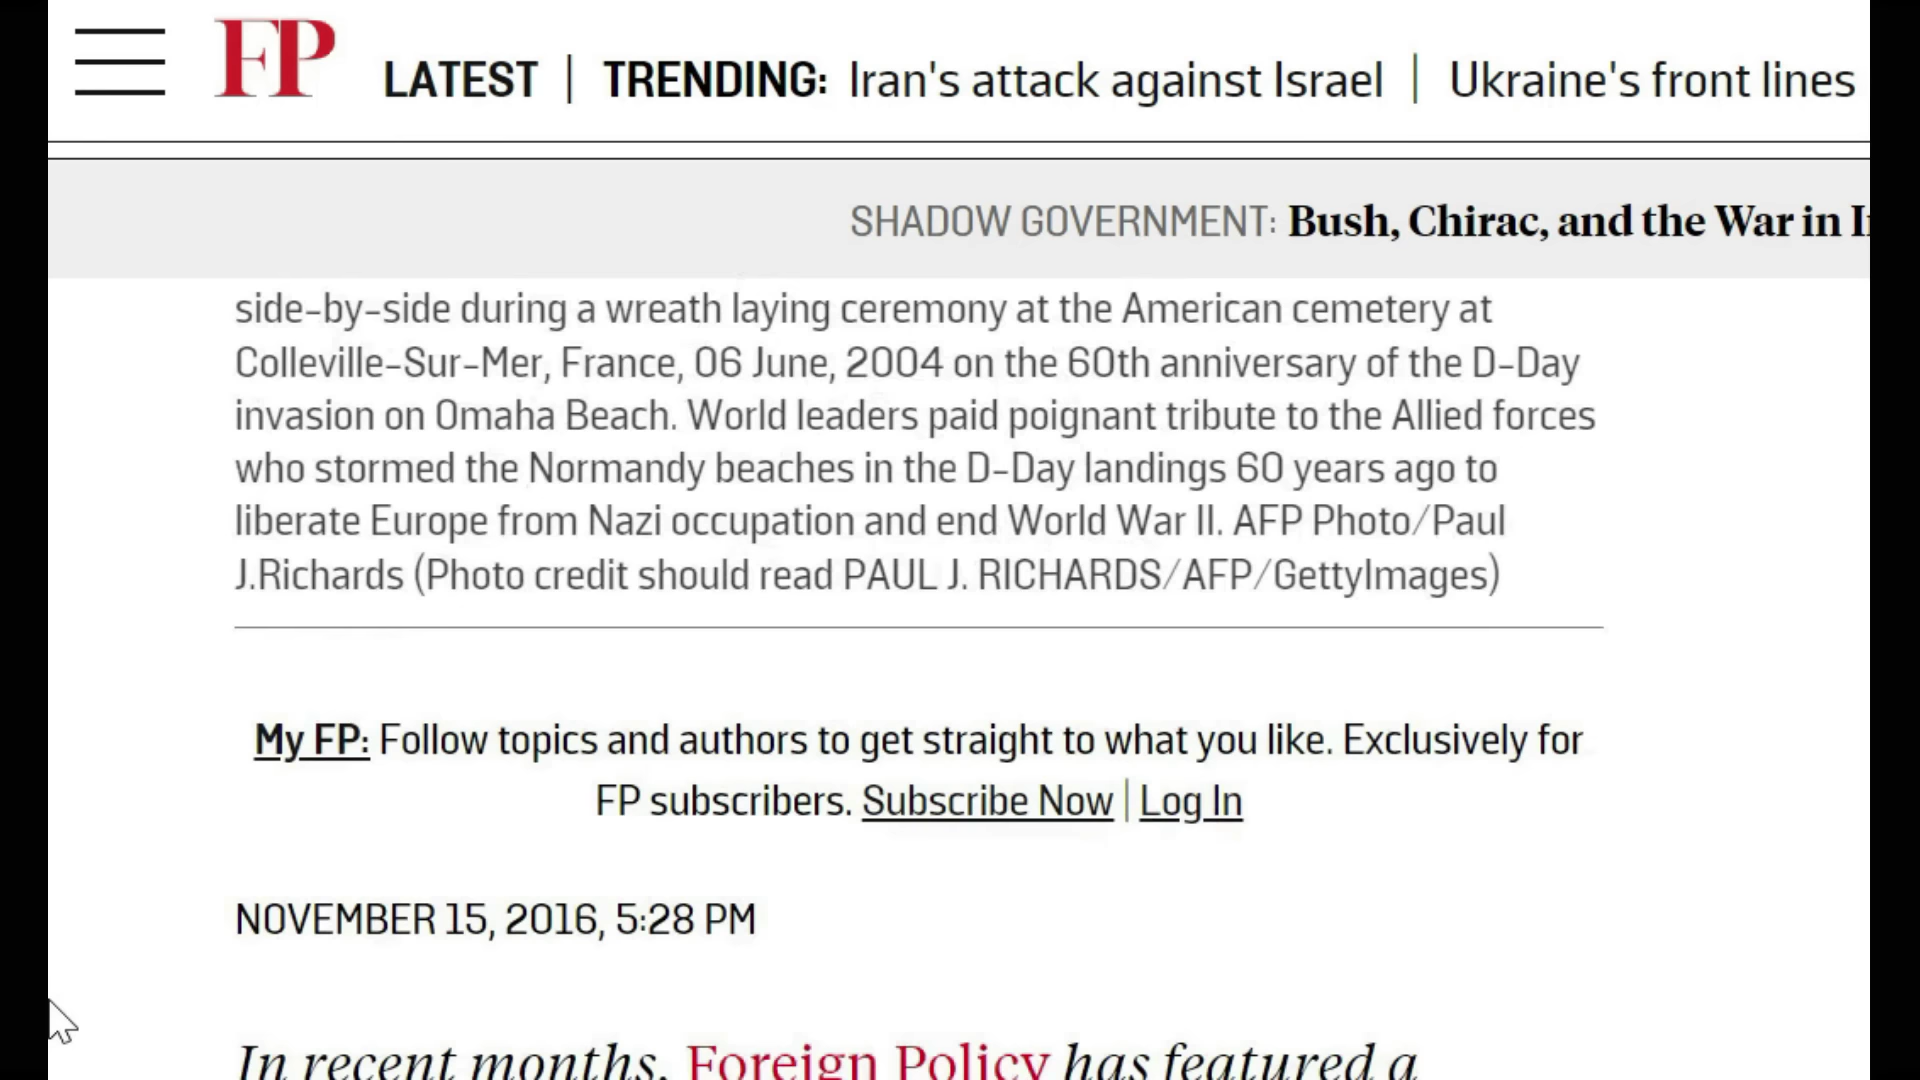 FP LATEST | TRENDING: Iran's attack against Israel | Ukraine's front lines
SHADOW GOVERNMENT: Bush, Chirac, and the War in
side-by-side during a wreath laying ceremony at the American cemetery at
Colleville-Sur-Mer, France, 06 June, 2004 on the 60th anniversary of the D-Day
invasion on Omaha Beach. World leaders paid poignant tribute to the Allied forces
who stormed the Normandy beaches in the D-Day landings 60 years ago to
liberate Europe from Nazi occupation and end World War II. AFP Photo/Paul
J.Richards (Photo credit should read PAUL J. RICHARDS/AFP/GettyImages)
My FP: Follow topics and authors to get straight to what you like. Exclusively for
FP subscribers. Subscribe Now | Log In
NOVEMBER 15, 2016, 5:28 PM
In recent months, Foreign Policy has featured a